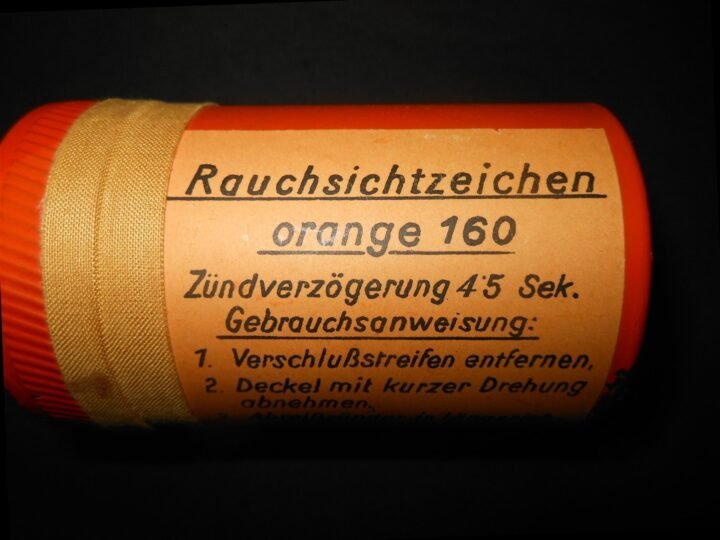 Rauchsichtzeichen
orange 160
Zündverzögerung 4·5 Sek.
Gebrauchsanweisung:
1. Verschlußstreifen entfernen,
2. Deckel mit kurzer Drehung
abnehmen,